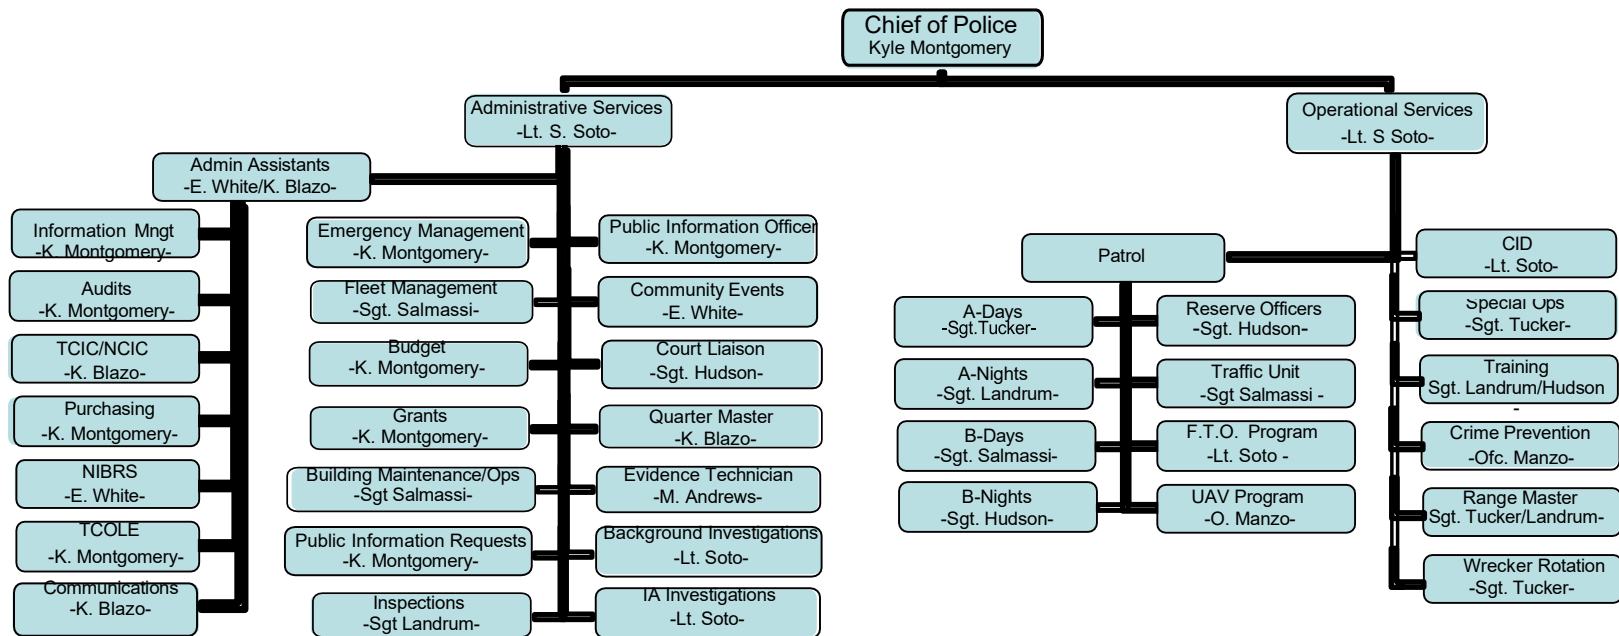 Chief of Police
Kyle Montgomery
Administrative Services
-Lt. S. Soto-
Operational Services
-Lt. S Soto-
Admin Assistants
-E. White/K. Blazo-
Information Mngt
-K. Montgomery-
Audits
-K. Montgomery-
TCIC/NCIC
-K. Blazo-
Purchasing
-K. Montgomery-
NIBRS
-E. White-
TCOLE
-K. Montgomery-
Communications
-K. Blazo-
Emergency Management
-K. Montgomery-
Fleet Management
-Sgt. Salmassi-
Budget
-K. Montgomery-
Grants
-K. Montgomery-
Building Maintenance/Ops
-Sgt Salmassi-
Public Information Requests
-K. Montgomery-
Inspections
-Sgt Landrum-
Public Information Officer
-K. Montgomery-
Community Events
-E. White-
Court Liaison
-Sgt. Hudson-
Quarter Master
-K. Blazo-
Evidence Technician
-M. Andrews-
Background Investigations
-Lt. Soto-
IA Investigations
-Lt. Soto-
Patrol
A-Days
-Sgt.Tucker-
A-Nights
-Sgt. Landrum-
B-Days
-Sgt. Salmassi-
B-Nights
-Sgt. Hudson-
Reserve Officers
-Sgt. Hudson-
Traffic Unit
-Sgt Salmassi -
F.T.O. Program
-Lt. Soto -
UAV Program
-O. Manzo-
CID
-Lt. Soto-
Special Ops
-Sgt. Tucker-
Training
Sgt. Landrum/Hudson
-
Crime Prevention
-Ofc. Manzo-
Range Master
Sgt. Tucker/Landrum-
Wrecker Rotation
-Sgt. Tucker-